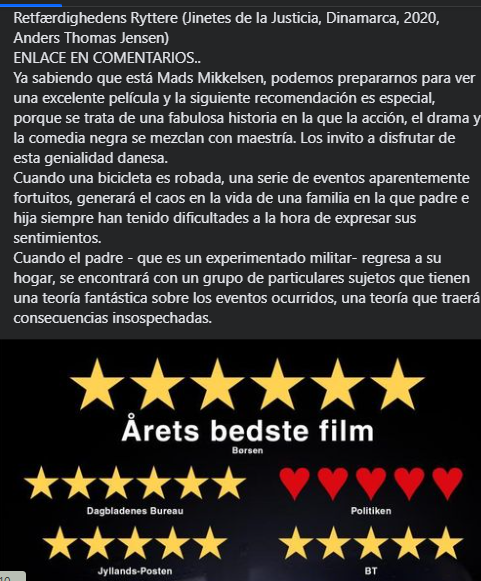 Retfærdighedens Ryttere (Jinetes de la Justicia, Dinamarca, 2020,
Anders Thomas Jensen)
ENLACE EN COMENTARIOS..
Ya sabiendo que está Mads Mikkelsen, podemos prepararnos para ver
una excelente película y la siguiente recomendación es especial,
porque se trata de una fabulosa historia en la que la acción, el drama y
la comedia negra se mezclan con maestría. Los invito a disfrutar de
esta genialidad danesa.
Cuando una bicicleta es robada, una serie de eventos aparentemente
fortuitos, generará el caos en la vida de una familia en la que padre e
hija siempre han tenido dificultades a la hora de expresar sus
sentimientos.
Cuando el padre - que es un experimentado militar- regresa a su
hogar, se encontrará con un grupo de particulares sujetos que tienen
una teoría fantástica sobre los eventos ocurridos, una teoría que traerá
consecuencias insospechadas.
Årets bedste film
Børsen
Dagbladenes Bureau
Politiken
Jyllands-Posten
BT